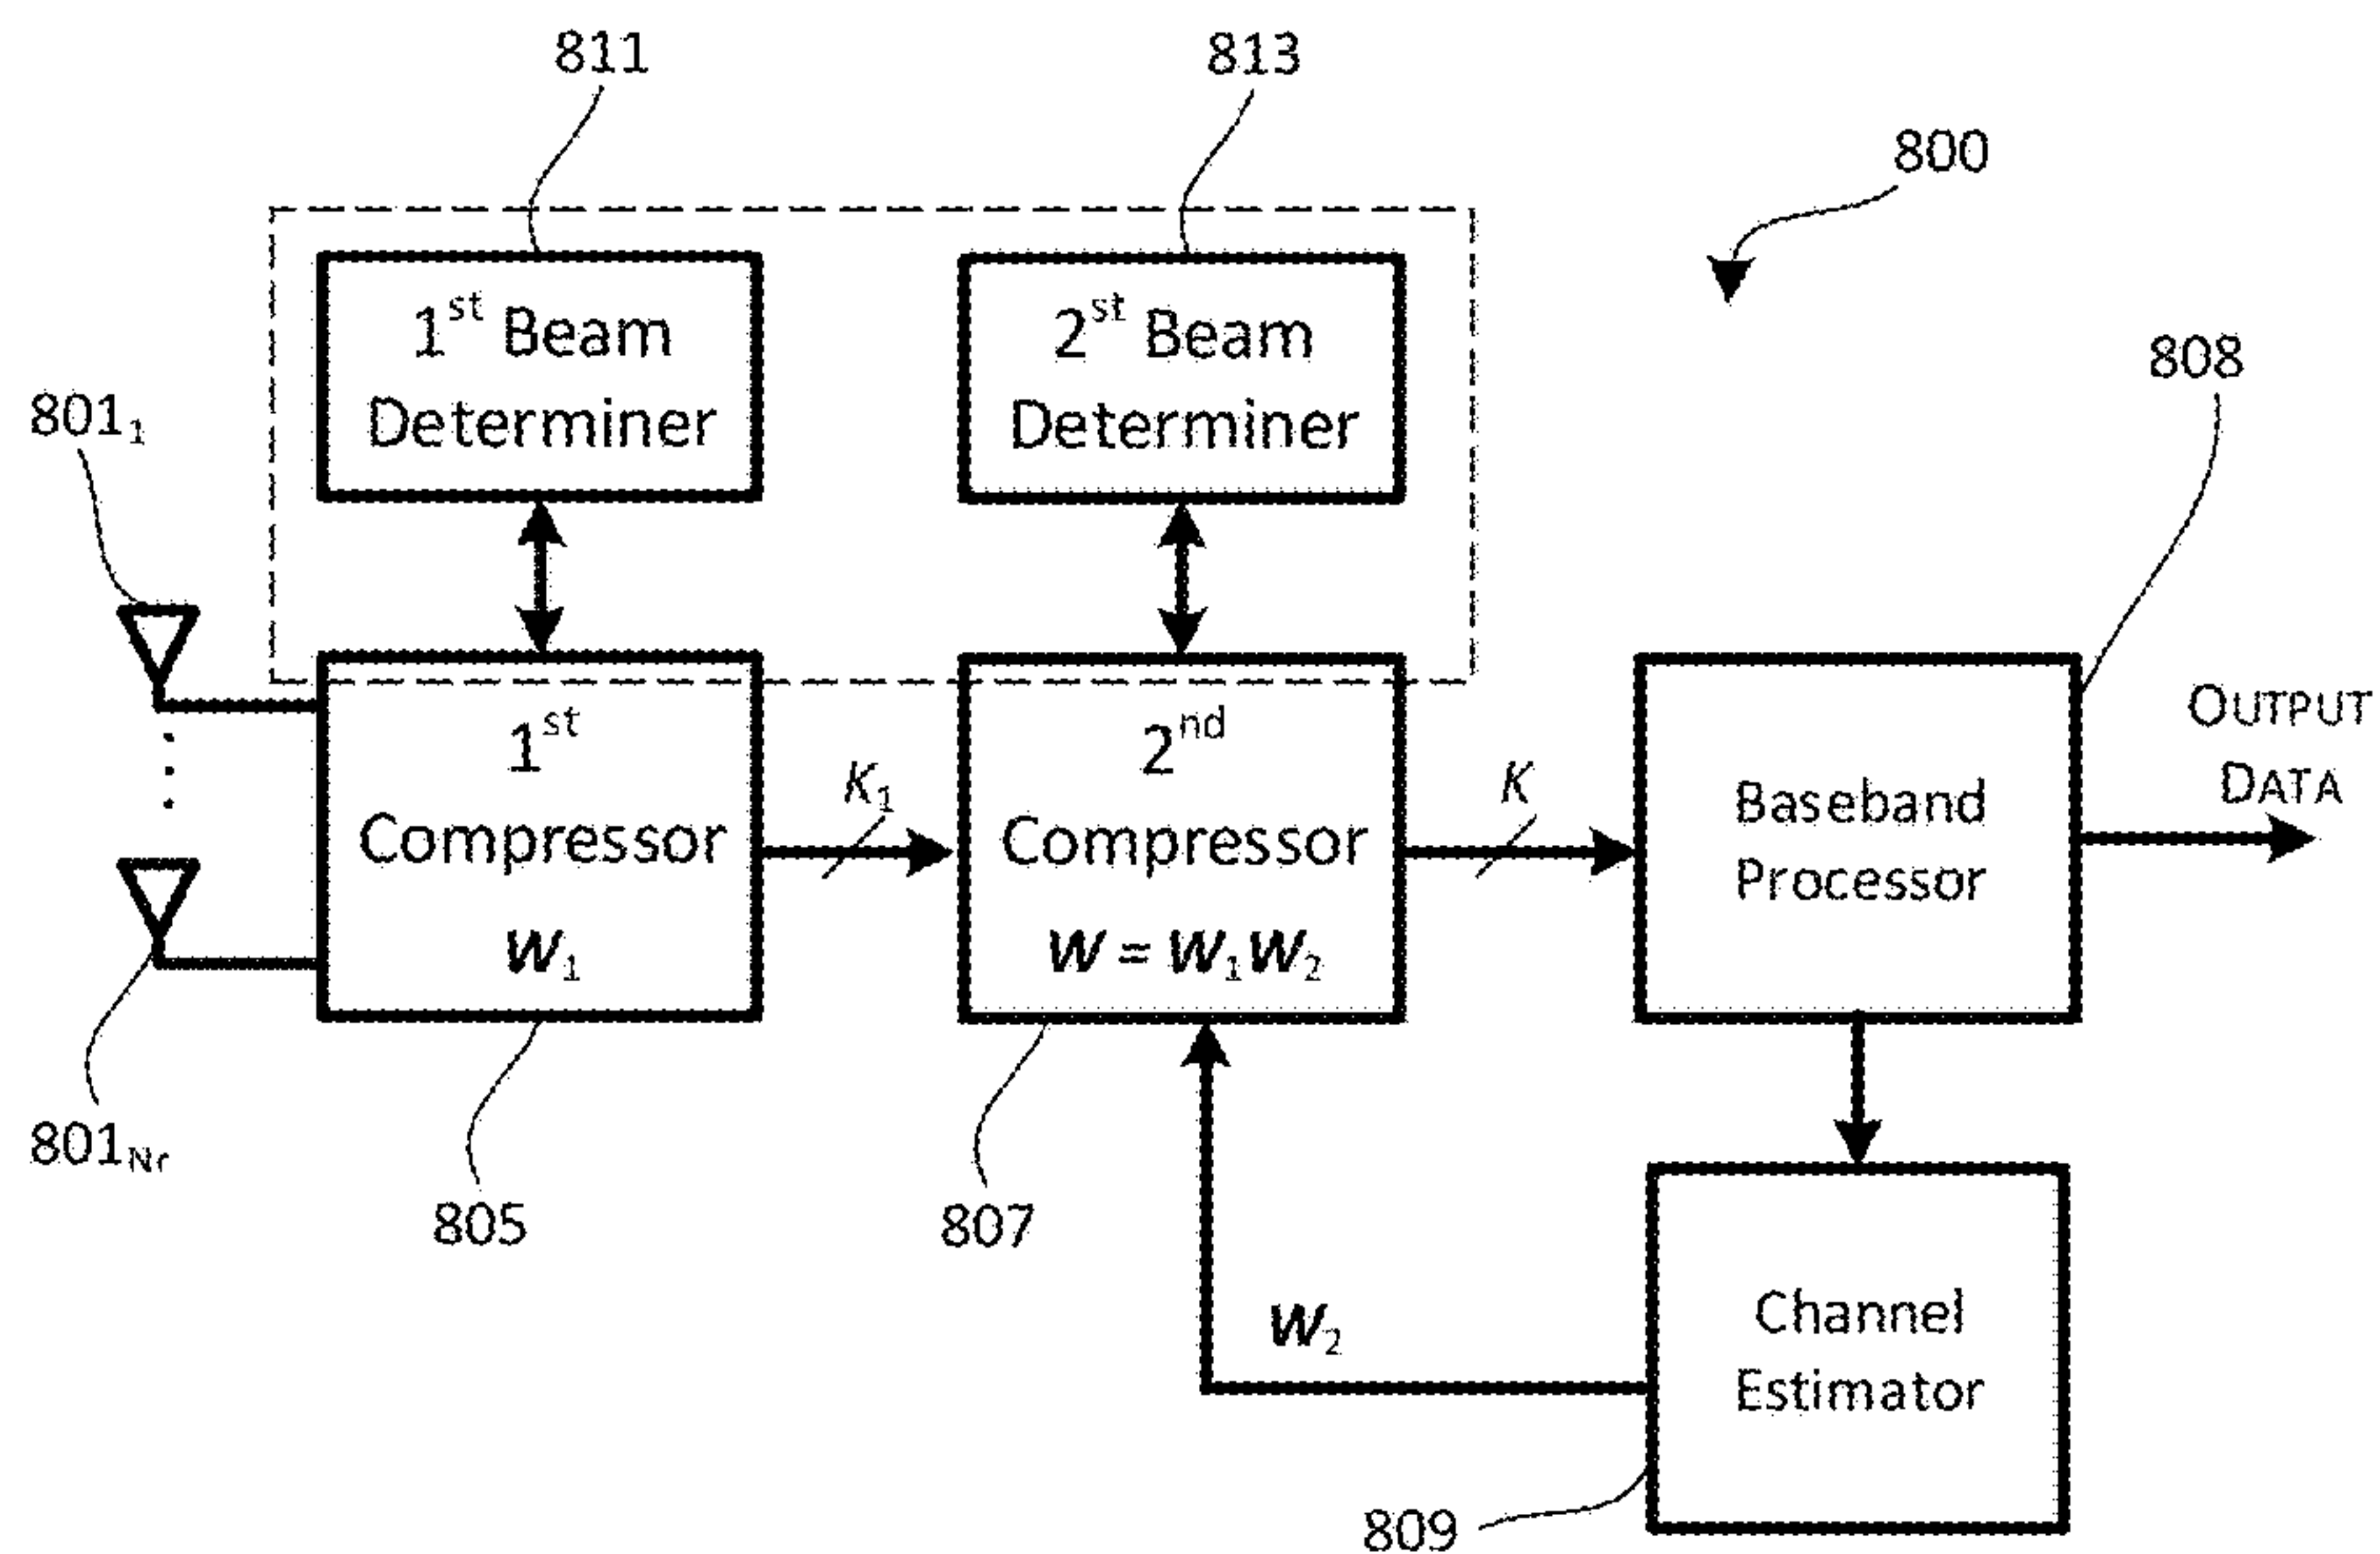 811
813
800
1st Beam
Determiner
2st Beam
Determiner
808
8011
OUTPUT
DATA
1st
Compressor
W1
K1
2nd
Compressor
W = W1W2
K
Baseband
Processor
801Nr
805
807
W2
Channel
Estimator
809